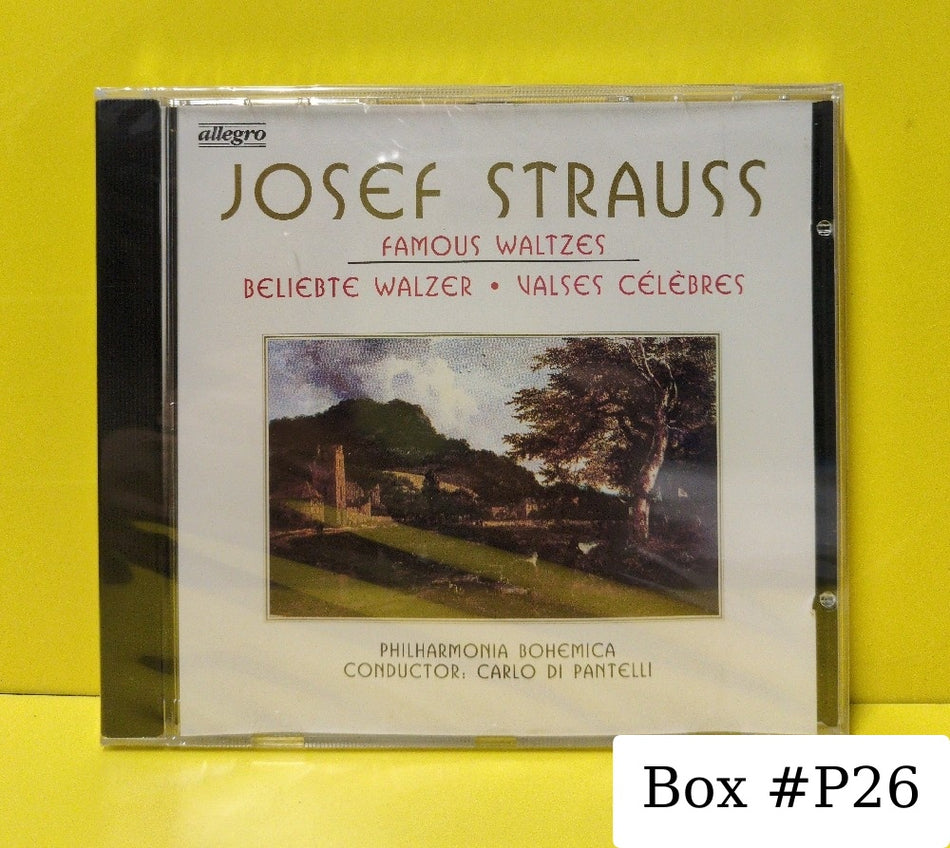 allegro
JOSEF STRAUSS
FAMOUS WALTZES
BELIEBTE WALZER • VALSES CÉLÈBRES
PHILHARMONIA BOHEMICA
CONDUCTOR: CARLO DI PANTELLI
Box #P26